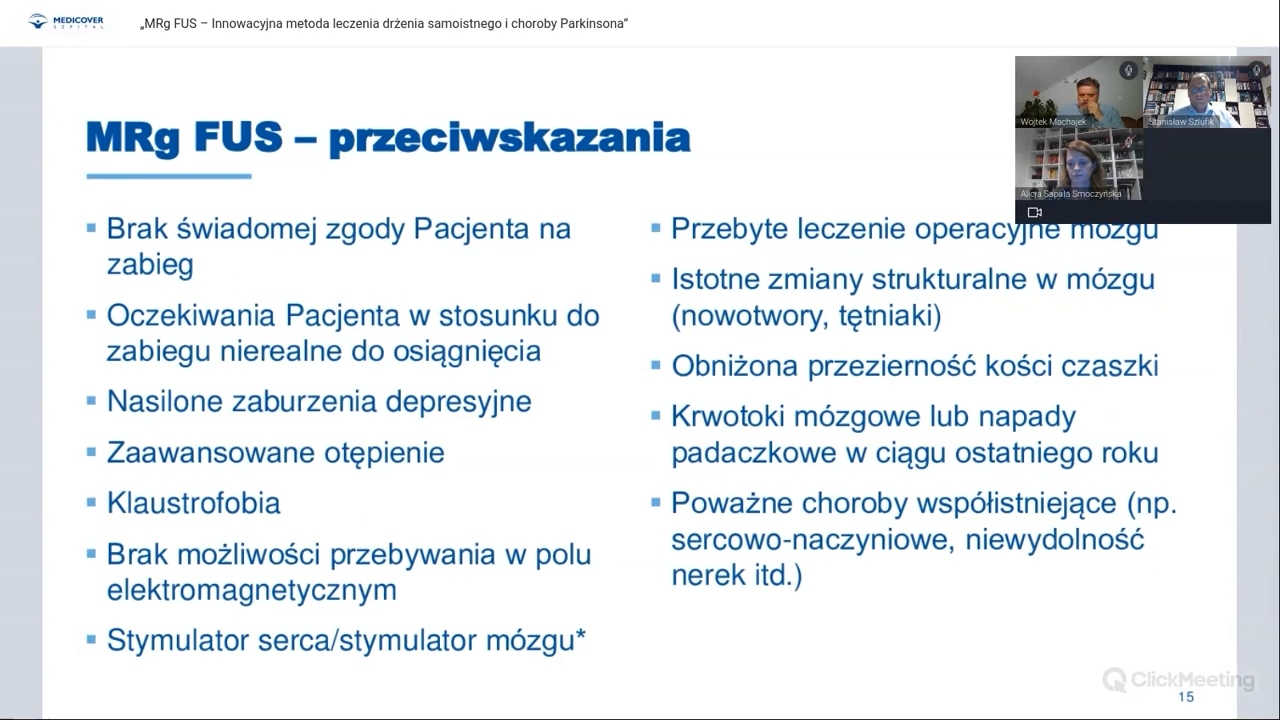 MEDICOVER
SZPITAL
„MRg FUS – Innowacyjna metoda leczenia drżenia samoistnego i choroby Parkinsona”
Wojtek Machajek
Stanisław Szlufik
Alicja Sapała Smoczyńska
MRg FUS – przeciwskazania
▪ Brak świadomej zgody Pacjenta na
zabieg
▪ Oczekiwania Pacjenta w stosunku do
zabiegu nierealne do osiągnięcia
▪ Nasilone zaburzenia depresyjne
▪ Zaawansowane otępienie
▪ Klaustrofobia
▪ Brak możliwości przebywania w polu
elektromagnetycznym
▪ Stymulator serca/stymulator mózgu*
▪ Przebyte leczenie operacyjne mózgu
▪ Istotne zmiany strukturalne w mózgu
(nowotwory, tętniaki)
▪ Obniżona przezierność kości czaszki
▪ Krwotoki mózgowe lub napady
padaczkowe w ciągu ostatniego roku
▪ Poważne choroby współistniejące (np.
sercowo-naczyniowe, niewydolność
nerek itd.)
ClickMeeting
15